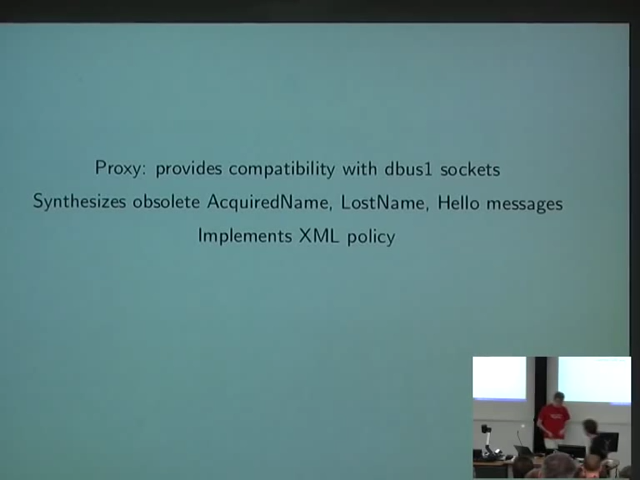 Proxy: provides compatibility with dbus1 sockets
Synthesizes obsolete AcquiredName, LostName, Hello messages
Implements XML policy